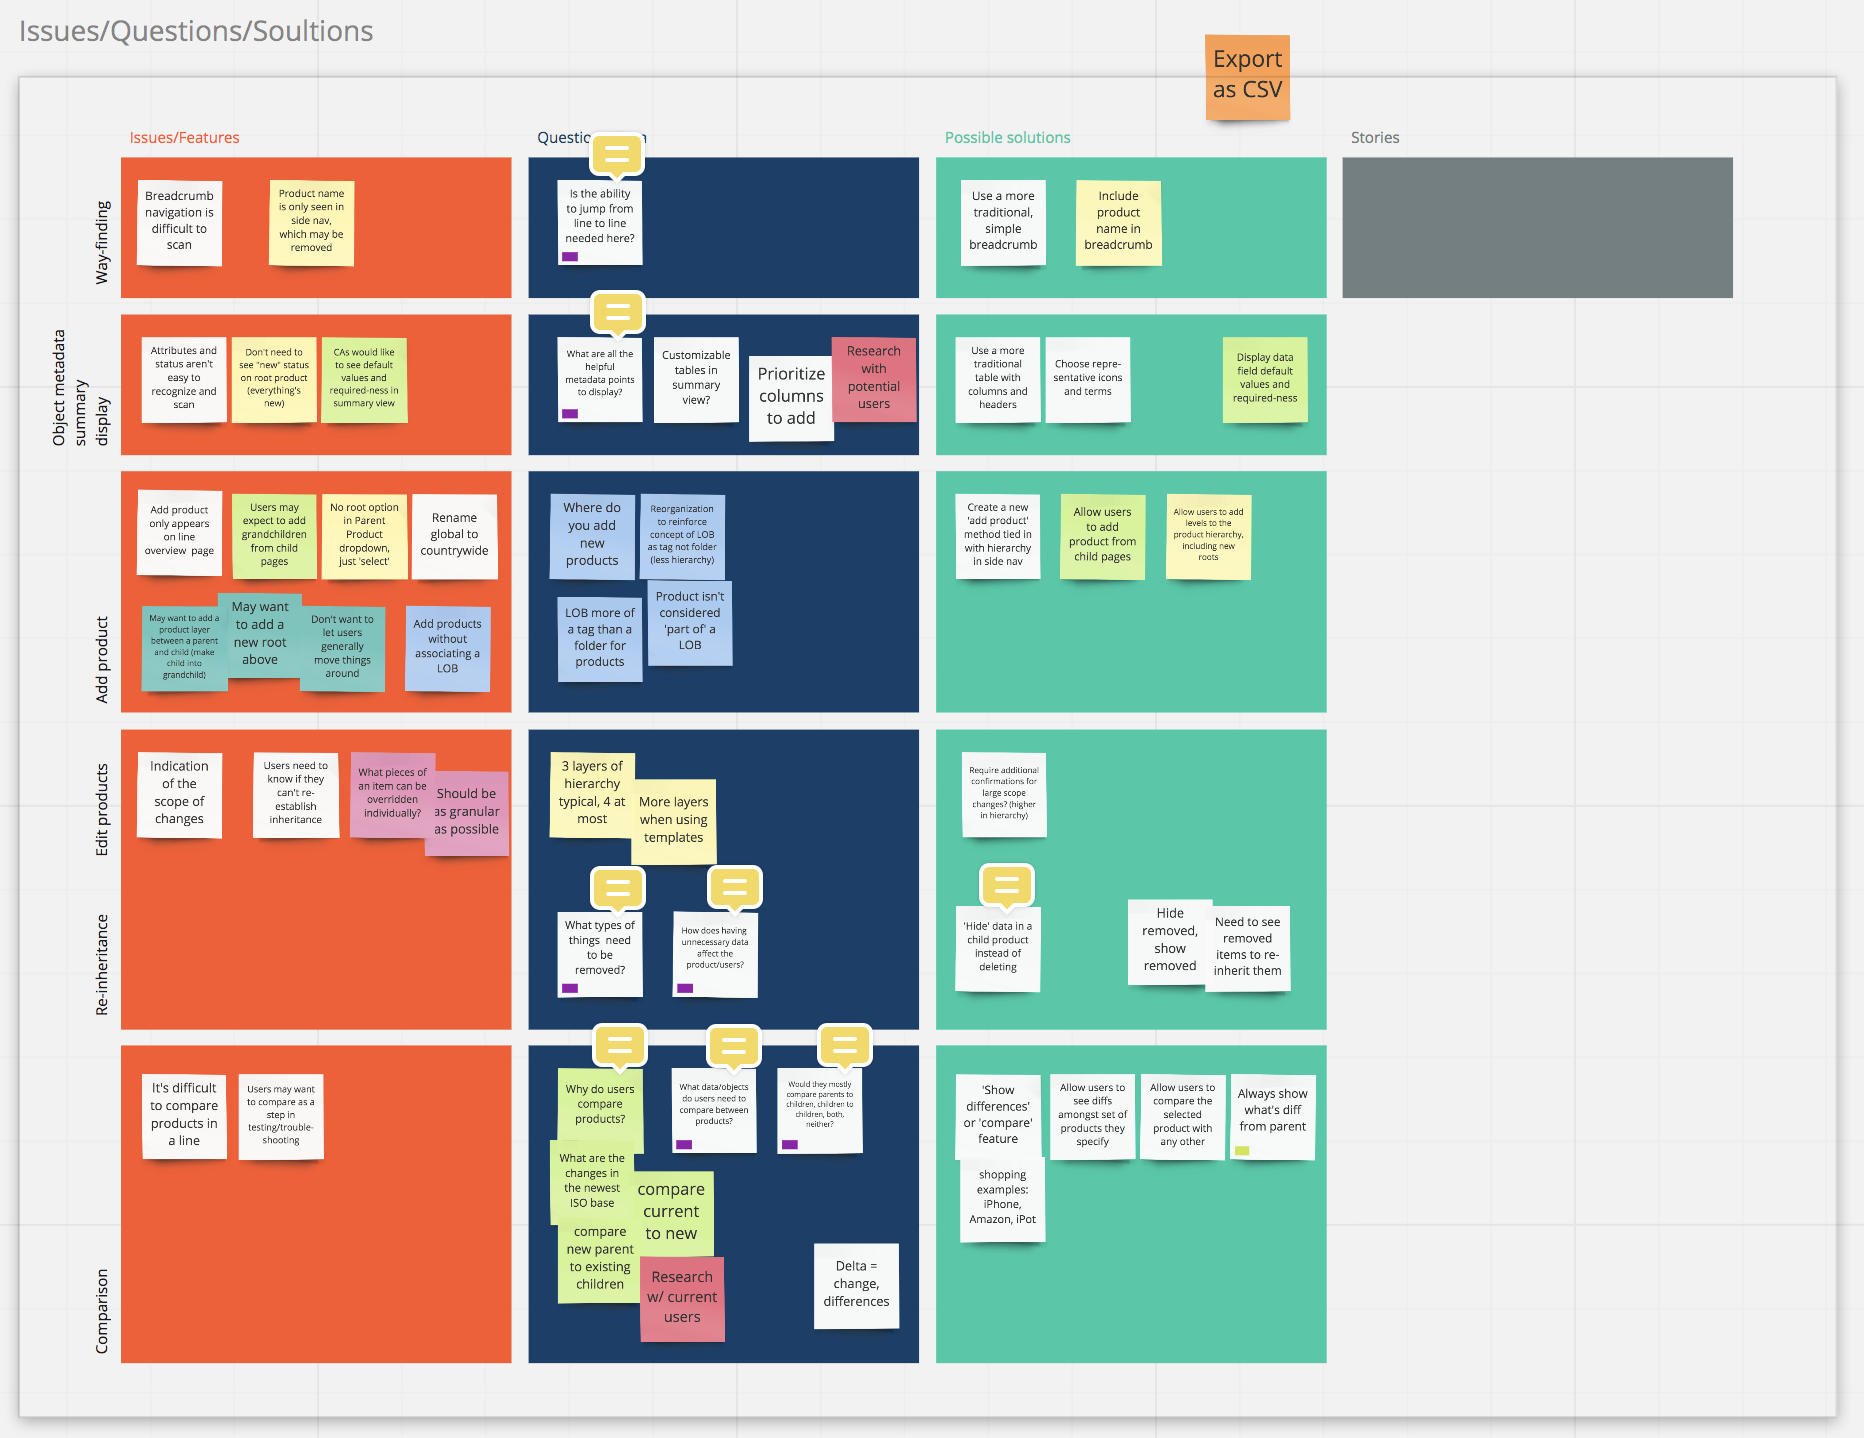 Issues/Questions/Soultions
Export
as CSV
Issues/Features
Possible solutions
Stories
Way-finding
Breadcrumb
navigation is
difficult to
scan
Product name
is only seen in
side nav,
which may be
removed
Is the ability
to jump from
line to line
needed here?
Use a more
traditional,
simple
breadcrumb
Include
product
name in
breadcrumb
Object metadata
summary
display
Attributes and
status aren't
easy to
recognize and
scan
Don't need to
see "new" status
on root product
(everything's
new)
CAs would like
to see default
values and
required-ness in
summary view
What are all the
helpful
metadata points
to display?
Customizable
tables in
summary
view?
Prioritize
columns
to add
Research
with
potential
users
Use a more
traditional
table with
columns and
headers
Choose repre-
sentative icons
and terms
Display data
field default
values and
required-ness
Add product
Add product
only appears
on line
overview page
Users may
expect to add
grandchildren
from child
pages
No root option
in Parent
Product
dropdown,
just 'select'
Rename
global to
countrywide
May want to add a
product layer
between a parent
and child (make
child into
grandchild)
May want
to add a
new root
above
Don't want to
let users
generally
move things
around
Add products
without
associating a
LOB
Where do
you add
new
products
Reorganization
to reinforce
concept of LOB
as tag not folder
(less hierarchy)
LOB more of
a tag than a
folder for
products
Product isn't
considered
'part of' a
LOB
Create a new
'add product'
method tied in
with hierarchy
in side nav
Allow users
to add
product from
child pages
Allow users to add
levels to the
product hierarchy,
including new
roots
Edit products
Indication
of the
scope of
changes
Users need to
know if they
can't re-
establish
inheritance
What pieces of
an item can be
overridden
individually?
Should be
as granular
as possible
3 layers of
hierarchy
typical, 4 at
most
More layers
when using
templates
Require additional
confirmations for
large scope
changes? (higher
in hierarchy)
Re-inheritance
What types of
things need
to be
removed?
How does having
unnecessary data
affect the
product/users?
'Hide' data in a
child product
instead of
deleting
Hide
removed,
show
removed
Need to see
removed
items to re-
inherit them
Comparison
It's difficult
to compare
products in
a line
Users may want
to compare as a
step in
testing/trouble-
shooting
Why do users
compare
products?
What data/objects
do users need to
compare between
products?
Would they mostly
compare parents to
children, children to
children, both,
neither?
What are the
changes in
the newest
ISO base
compare
current
to new
compare
new parent
to existing
children
Research
w/ current
users
Delta =
change,
differences
'Show
differences'
or 'compare'
feature
Allow users to
see diffs
amongst set of
products they
specify
Allow users to
compare the
selected
product with
any other
Always show
what's diff
from parent
shopping
examples:
iPhone,
Amazon, iPot